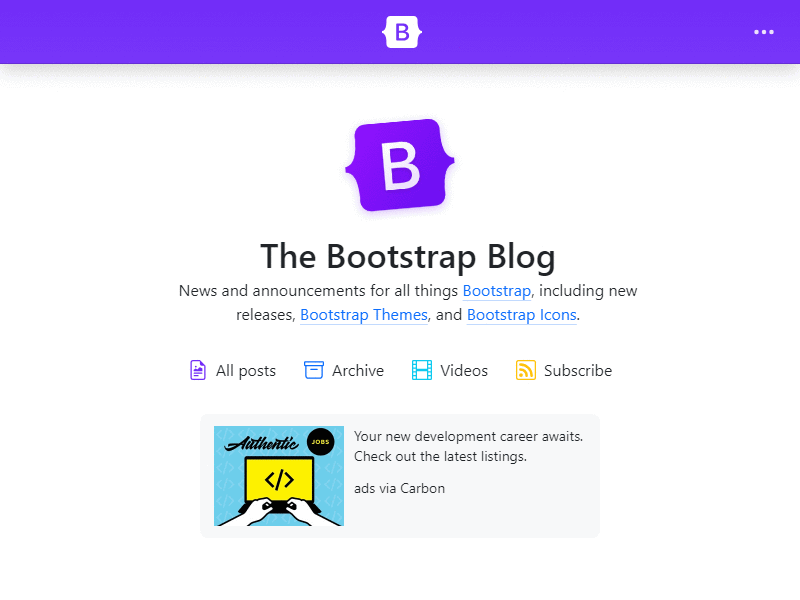 B
B
The Bootstrap Blog
News and announcements for all things Bootstrap, including new
releases, Bootstrap Themes, and Bootstrap Icons.
All posts Archive Videos Subscribe
Authentic JOBS
</>
Your new development career awaits.
Check out the latest listings.
ads via Carbon